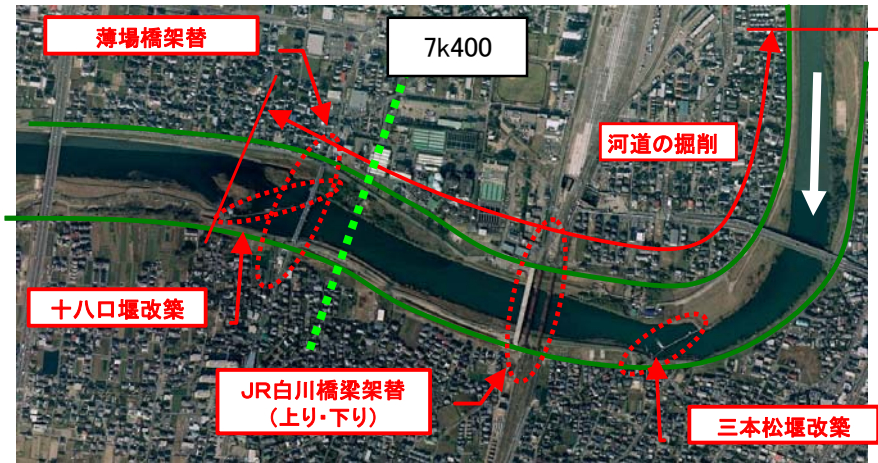 薄場橋架替
7k400
河道の掘削
十八口堰改築
JR白川橋梁架替
(上り・下り)
三本松堰改築